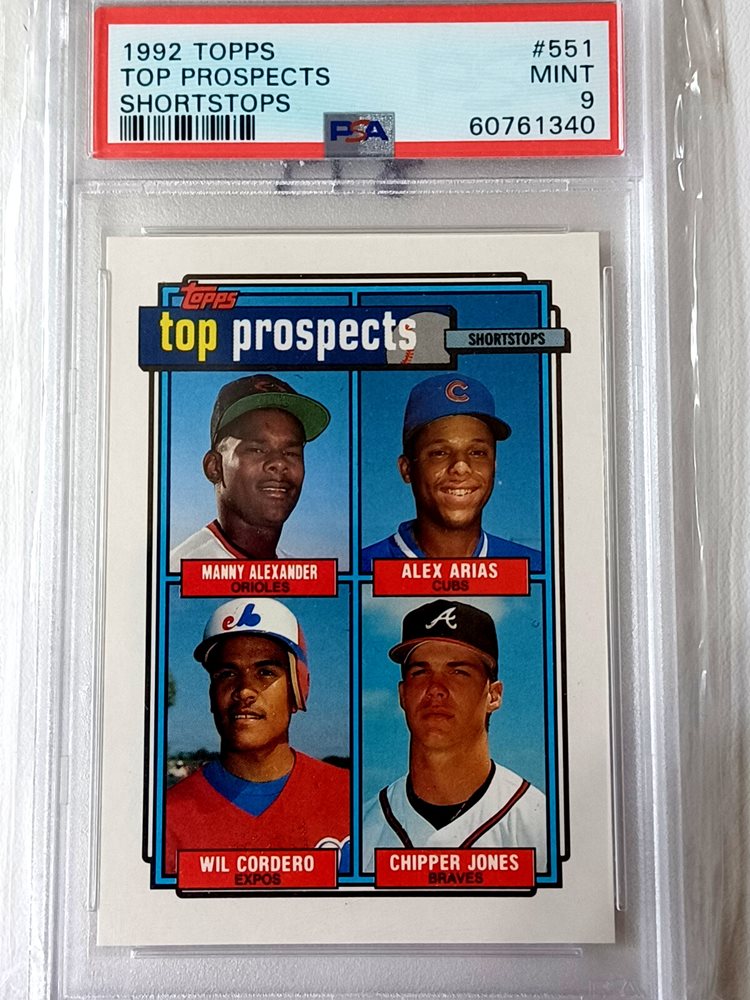 1992 TOPPS #551
TOP PROSPECTS MINT
SHORTSTOPS 9
PSA 60761340
Topps
top prospects
SHORTSTOPS
C
MANNY ALEXANDER
ORIOLES
ALEX ARIAS
CUBS
eb
A
WIL CORDERO
EXPOS
CHIPPER JONES
BRAVES